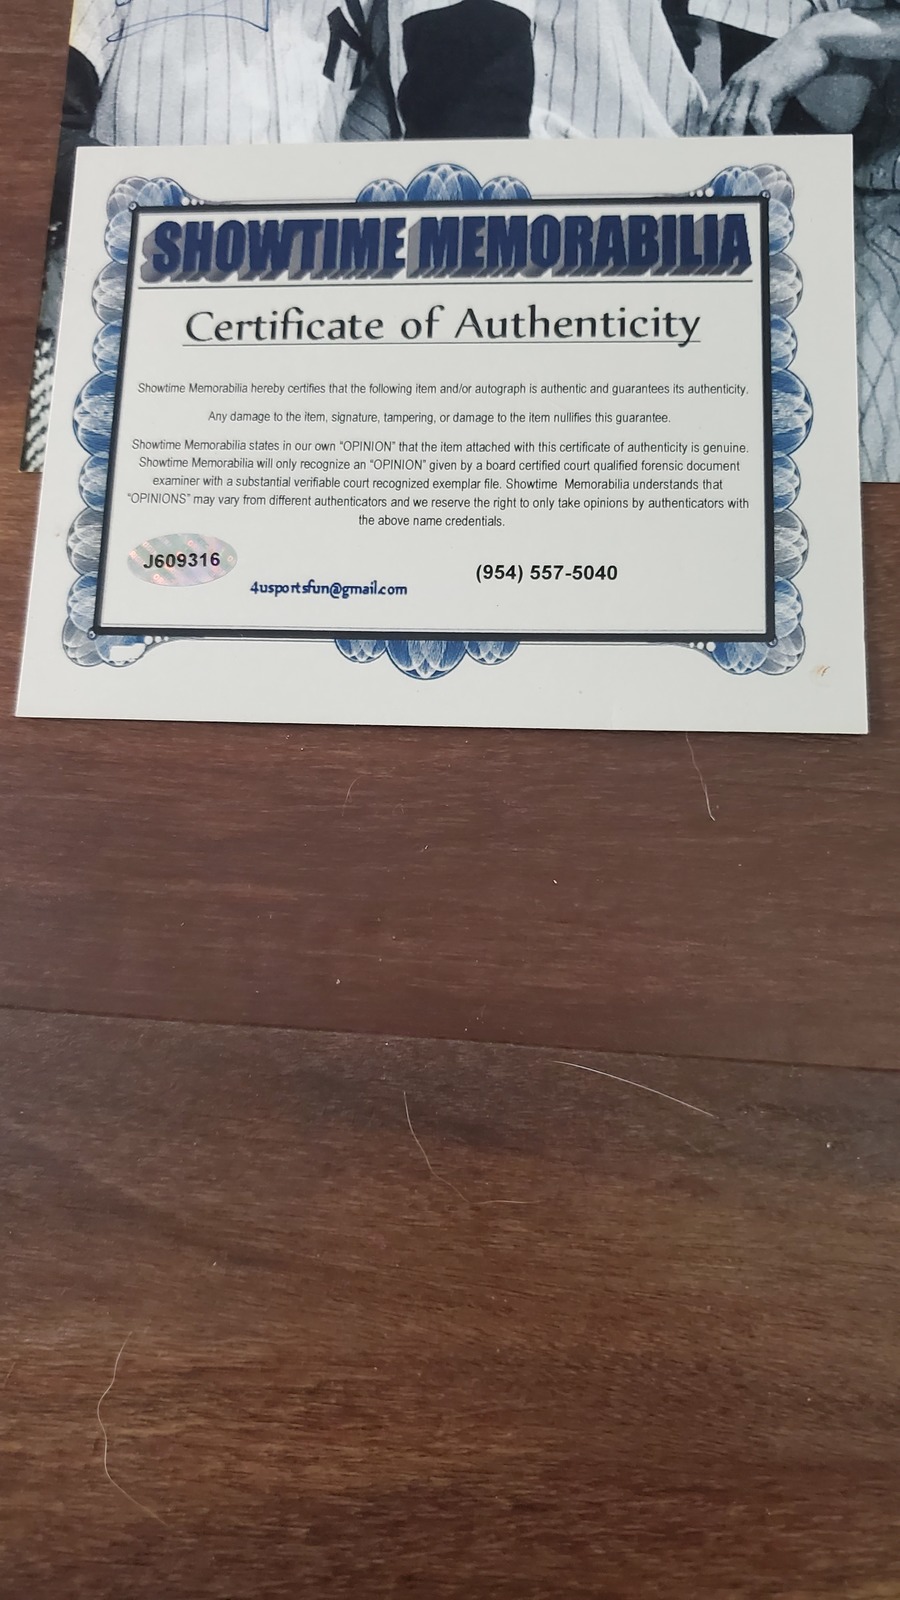 SHOWTIME MEMORABILIA
Certificate of Authenticity
Showtime Memorabilia hereby certifies that the following item and/or autograph is authentic and guarantees its authenticity.
Any damage to the item, signature, tampering, or damage to the item nullifies this guarantee.
Showtime Memorabilia states in our own “OPINION” that the item attached with this certificate of authenticity is genuine.
Showtime Memorabilia will only recognize an “OPINION” given by a board certified court qualified forensic document
examiner with a substantial verifiable court recognized exemplar file. Showtime Memorabilia understands that
“OPINIONS” may vary from different authenticators and we reserve the right to only take opinions by authenticators with
the above name credentials.
J609316
4usportsfun@gmail.com
(954) 557-5040